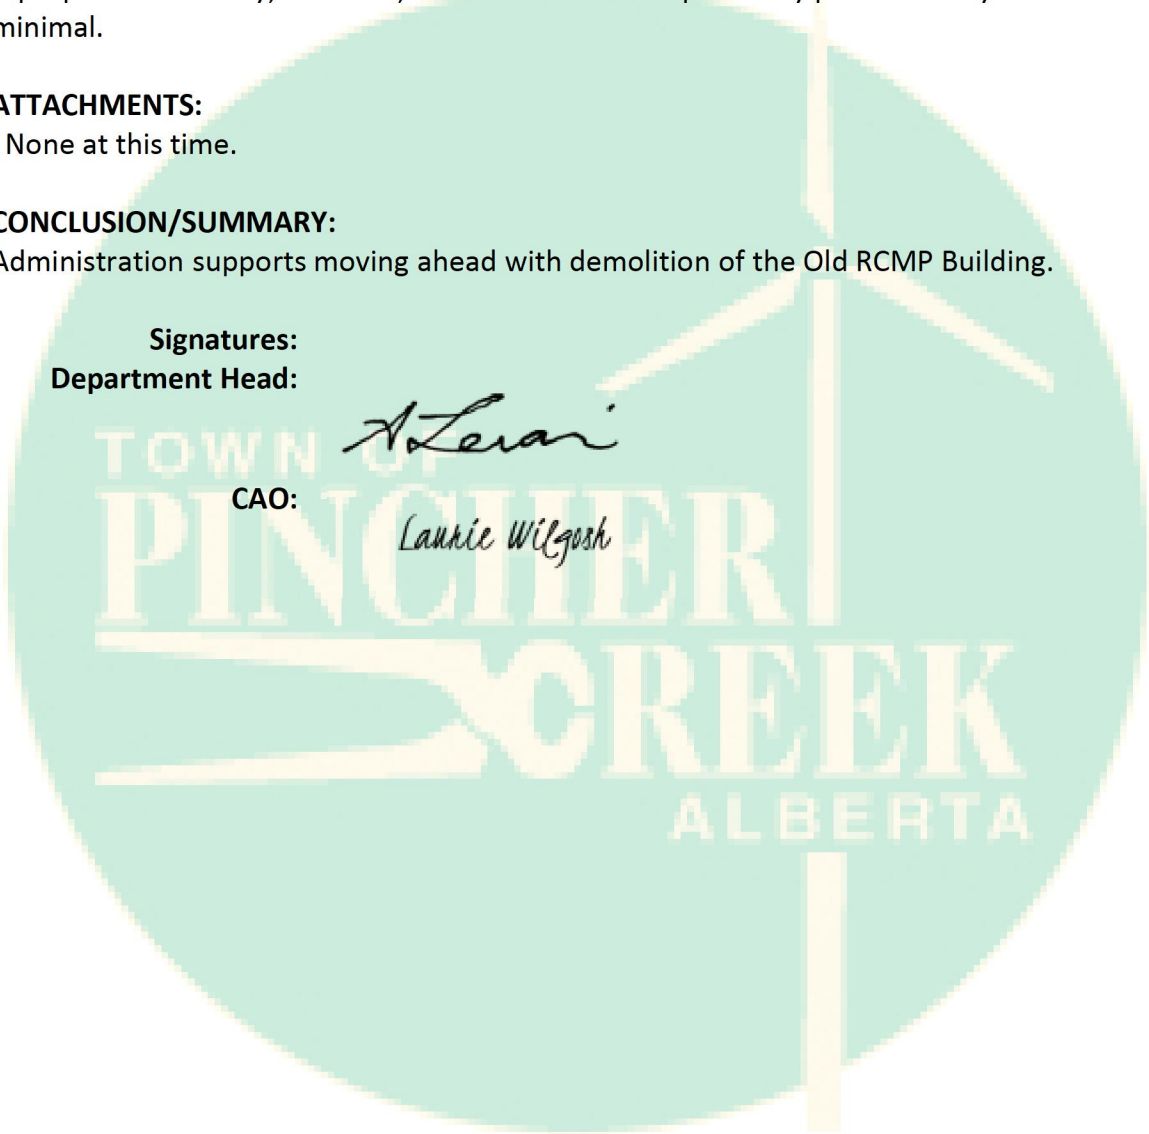 minimal.
ATTACHMENTS:
None at this time.
CONCLUSION/SUMMARY:
Administration supports moving ahead with demolition of the Old RCMP Building.
Signatures:
Department Head:
TOWN OF
PINCHER
CAO:
Laurie Wilgosh
CREEK
ALBERTA